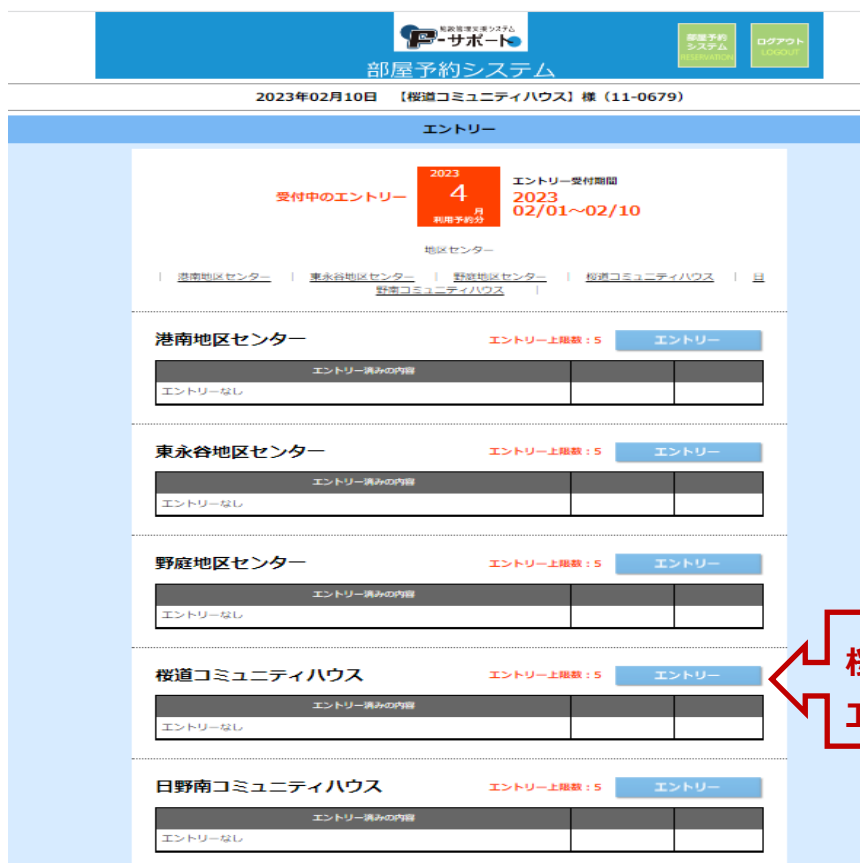 施設管理支援システム
F-サポート
部屋予約システム
部屋予約
システム
RESERVATION
ログアウト
LOGOUT
2023年02月10日 【桜道コミュニティハウス】様（11-0679）
エントリー
受付中のエントリー
2023
4
月
利用予約分
エントリー受付期間
2023
02/01～02/10
地区センター
| 港南地区センター | 東永谷地区センター | 野庭地区センター | 桜道コミュニティハウス | 日
野南コミュニティハウス |
港南地区センター エントリー上限数：5 エントリー
エントリー済みの内容
エントリーなし
東永谷地区センター エントリー上限数：5 エントリー
エントリー済みの内容
エントリーなし
野庭地区センター エントリー上限数：5 エントリー
エントリー済みの内容
エントリーなし
桜道コミュニティハウス エントリー上限数：5 エントリー
エントリー済みの内容
エントリーなし
日野南コミュニティハウス エントリー上限数：5 エントリー
エントリー済みの内容
エントリーなし